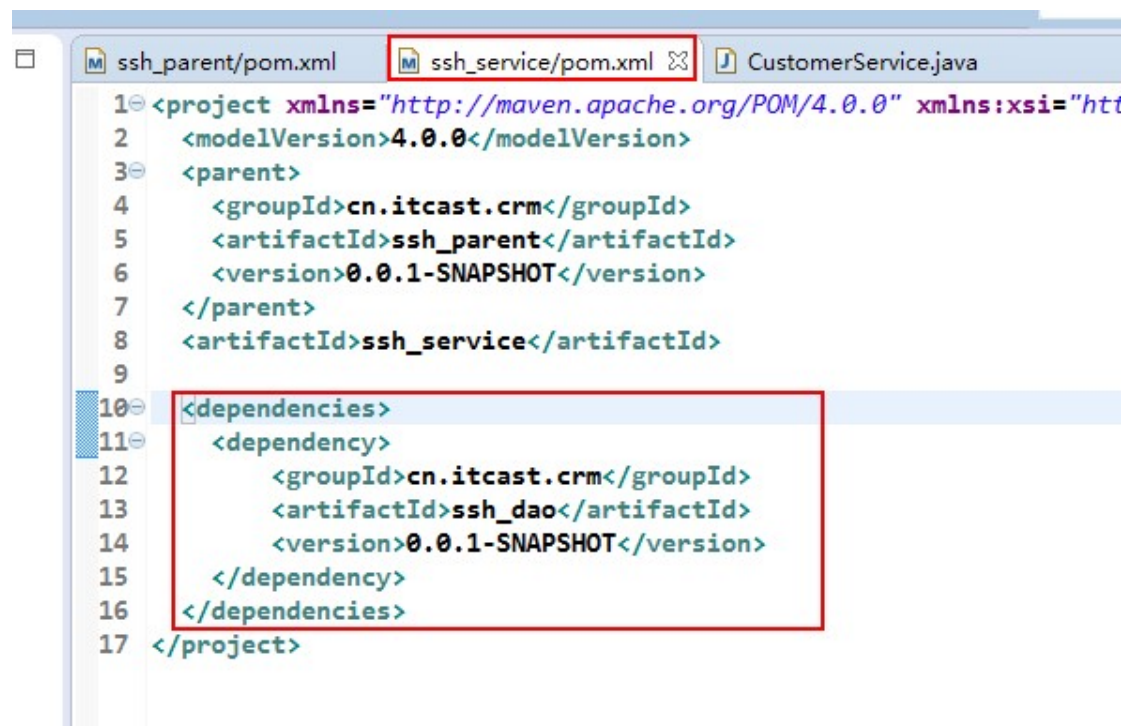 ssh_parent/pom.xml ssh_service/pom.xml CustomerService.java
1 <project xmlns="http://maven.apache.org/POM/4.0.0" xmlns:xsi="htt
2 <modelVersion>4.0.0</modelVersion>
3 <parent>
4 <groupId>cn.itcast.crm</groupId>
5 <artifactId>ssh_parent</artifactId>
6 <version>0.0.1-SNAPSHOT</version>
7 </parent>
8 <artifactId>ssh_service</artifactId>
9
10 <dependencies>
11 <dependency>
12 <groupId>cn.itcast.crm</groupId>
13 <artifactId>ssh_dao</artifactId>
14 <version>0.0.1-SNAPSHOT</version>
15 </dependency>
16 </dependencies>
17 </project>